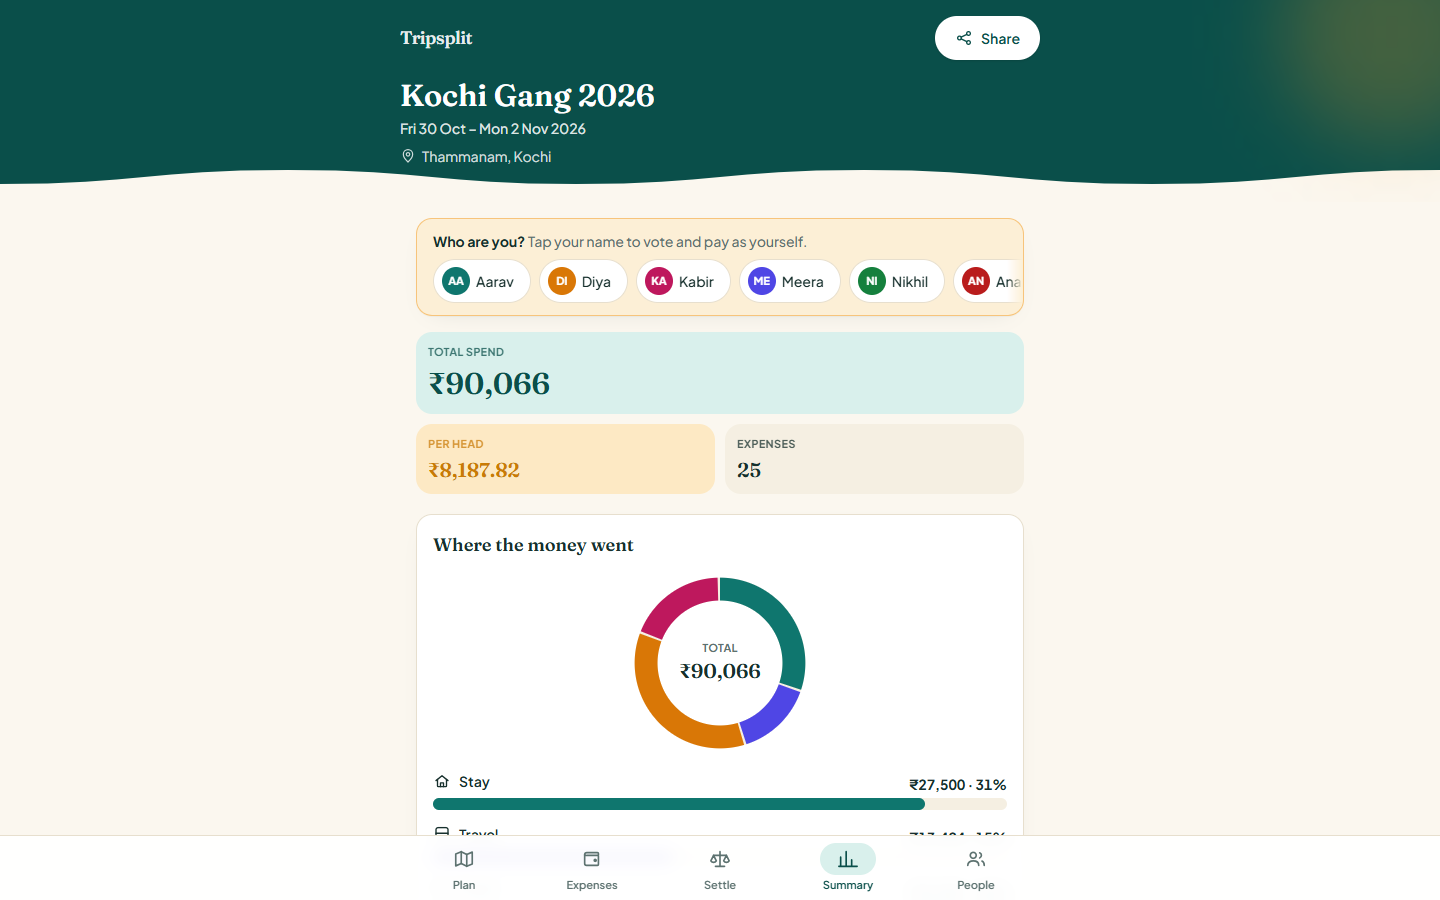 Tripsplit
Share
Kochi Gang 2026
Fri 30 Oct – Mon 2 Nov 2026
Thammanam, Kochi
Who are you? Tap your name to vote and pay as yourself.
AA Aarav
DI Diya
KA Kabir
ME Meera
NI Nikhil
AN Ana
TOTAL SPEND
₹90,066
PER HEAD
₹8,187.82
EXPENSES
25
Where the money went
TOTAL
₹90,066
Stay
₹27,500 · 31%
Travel
Plan
Expenses
Settle
Summary
People